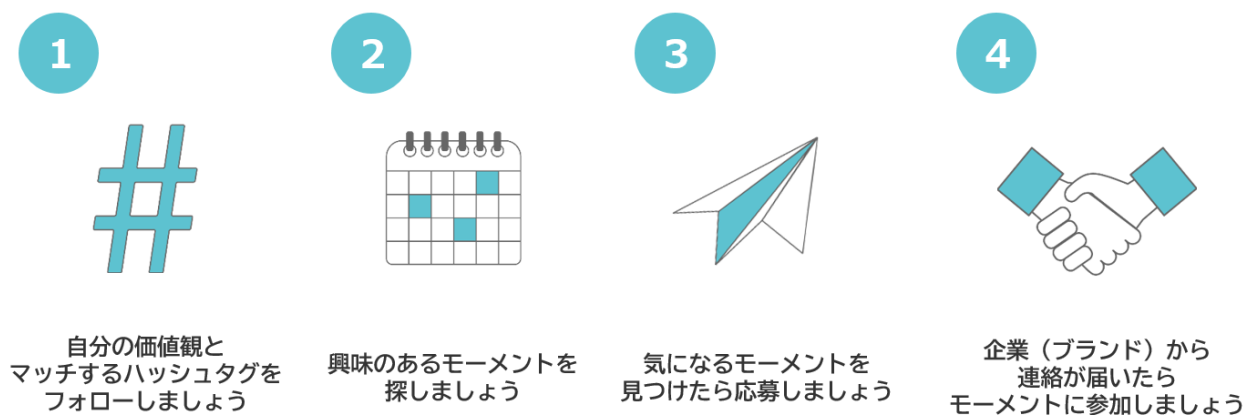 1
自分の価値観と
マッチするハッシュタグを
フォローしましょう
2
興味のあるモーメントを
探しましょう
3
気になるモーメントを
見つけたら応募しましょう
4
企業（ブランド）から
連絡が届いたら
モーメントに参加しましょう